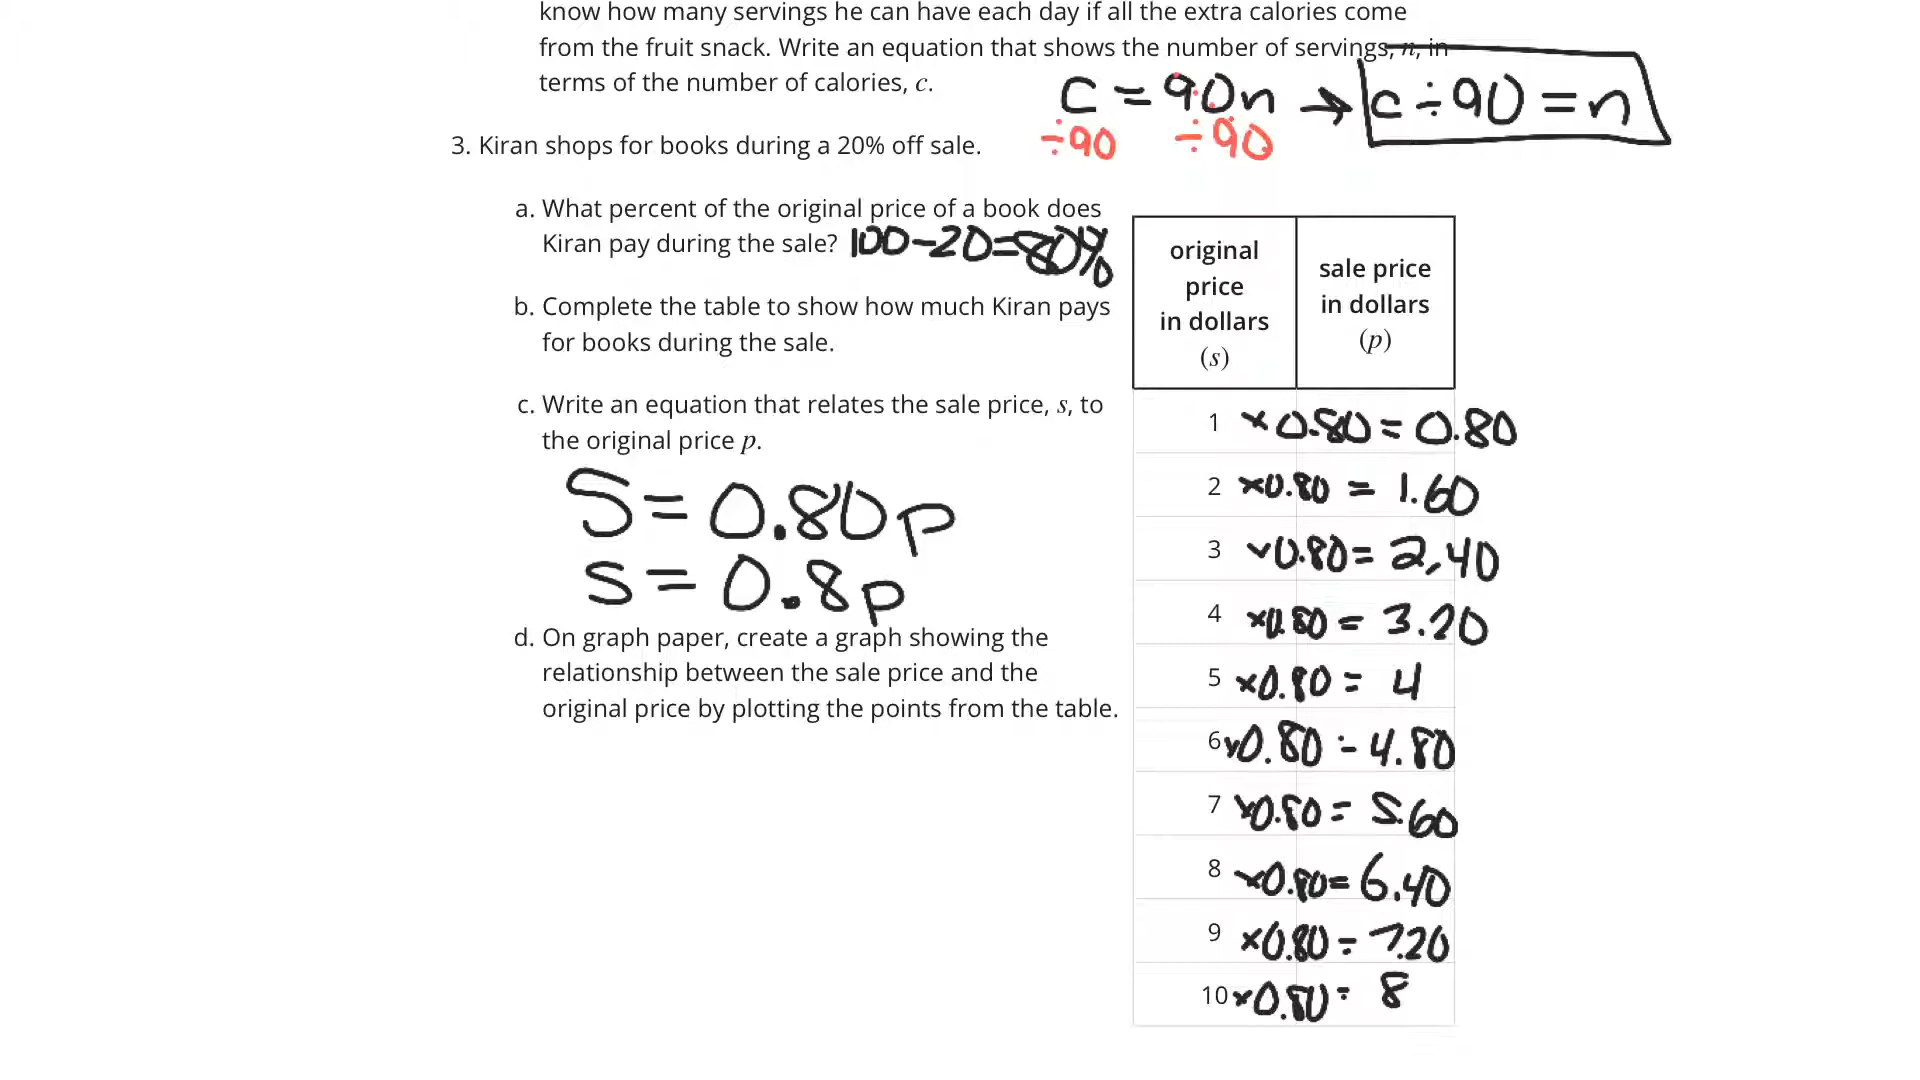 know how many servings he can have each day if all the extra calories come
from the fruit snack. Write an equation that shows the number of servings, n, in
terms of the number of calories, c.
c = 90n → c ÷ 90 = n
÷90 ÷90
3. Kiran shops for books during a 20% off sale.
a. What percent of the original price of a book does
Kiran pay during the sale? 100-20=80%
b. Complete the table to show how much Kiran pays
for books during the sale.
c. Write an equation that relates the sale price, s, to
the original price p.
S = 0.80p
s = 0.8p
d. On graph paper, create a graph showing the
relationship between the sale price and the
original price by plotting the points from the table.
original
price
in dollars
(s)
sale price
in dollars
(p)
1 ×0.80 = 0.80
2 ×0.80 = 1.60
3 ×0.80 = 2.40
4 ×0.80 = 3.20
5 ×0.80 = 4
6 ×0.80 = 4.80
7 ×0.80 = 5.60
8 ×0.80 = 6.40
9 ×0.80 = 7.20
10 ×0.80 = 8